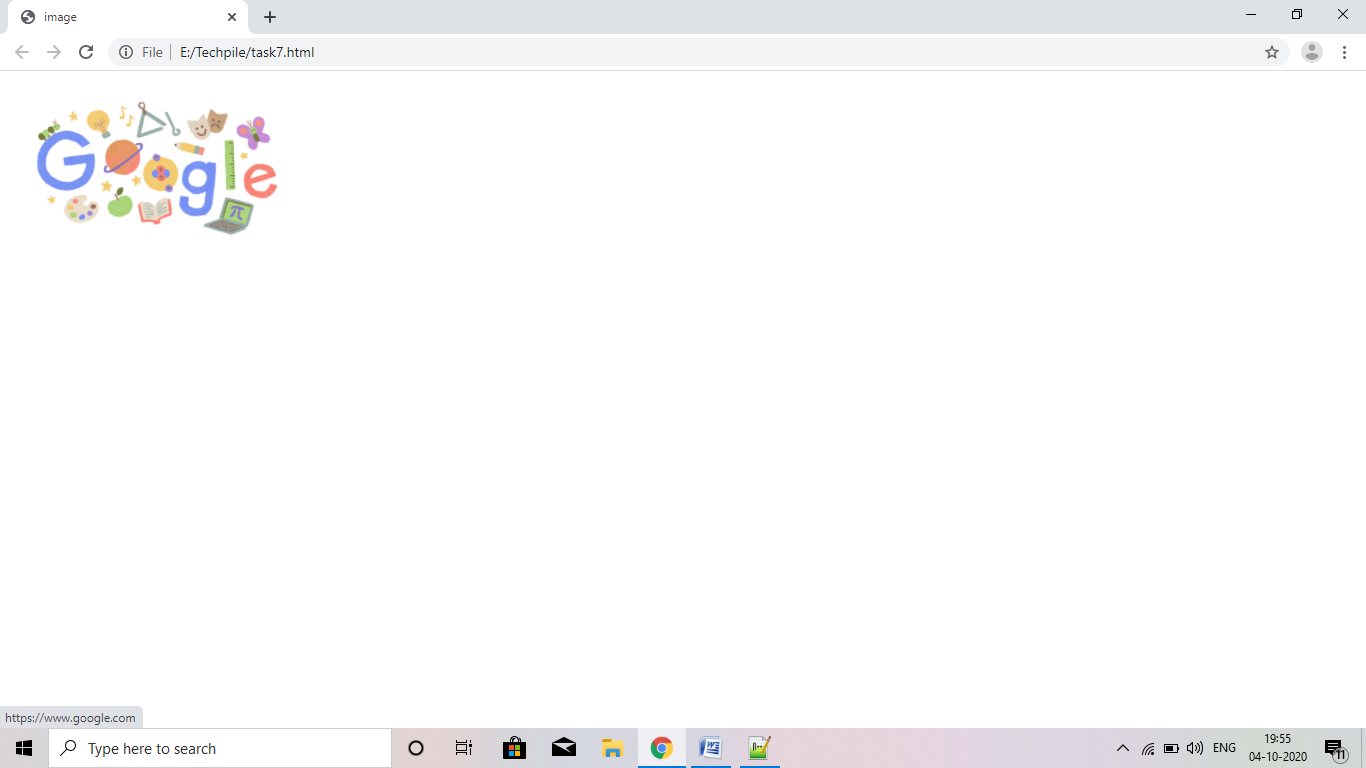 image
File
E:/Techpile/task7.html
Google
π
https://www.google.com
Type here to search
W
ENG
19:55
04-10-2020
11